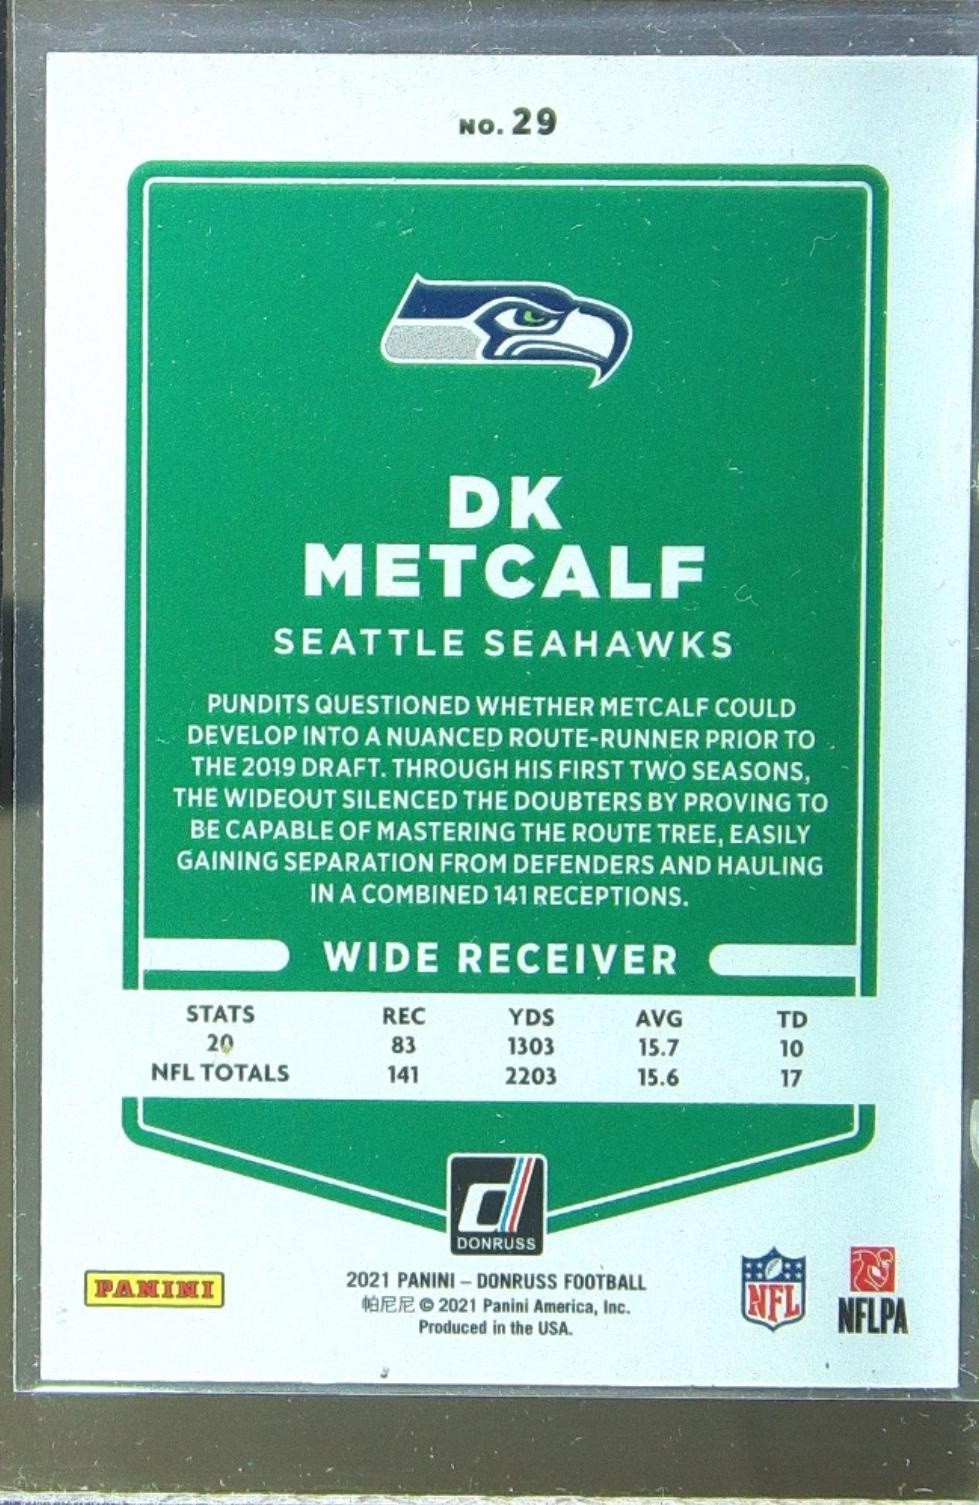 NO. 29
DK
METCALF
SEATTLE SEAHAWKS
PUNDITS QUESTIONED WHETHER METCALF COULD
DEVELOP INTO A NUANCED ROUTE-RUNNER PRIOR TO
THE 2019 DRAFT. THROUGH HIS FIRST TWO SEASONS,
THE WIDEOUT SILENCED THE DOUBTERS BY PROVING TO
BE CAPABLE OF MASTERING THE ROUTE TREE, EASILY
GAINING SEPARATION FROM DEFENDERS AND HAULING
IN A COMBINED 141 RECEPTIONS.
WIDE RECEIVER
STATS REC YDS AVG TD
20 83 1303 15.7 10
NFL TOTALS 141 2203 15.6 17
d
DONRUSS
PANINI
2021 PANINI – DONRUSS FOOTBALL
帕尼尼 © 2021 Panini America, Inc.
Produced in the USA.
NFL
NFLPA